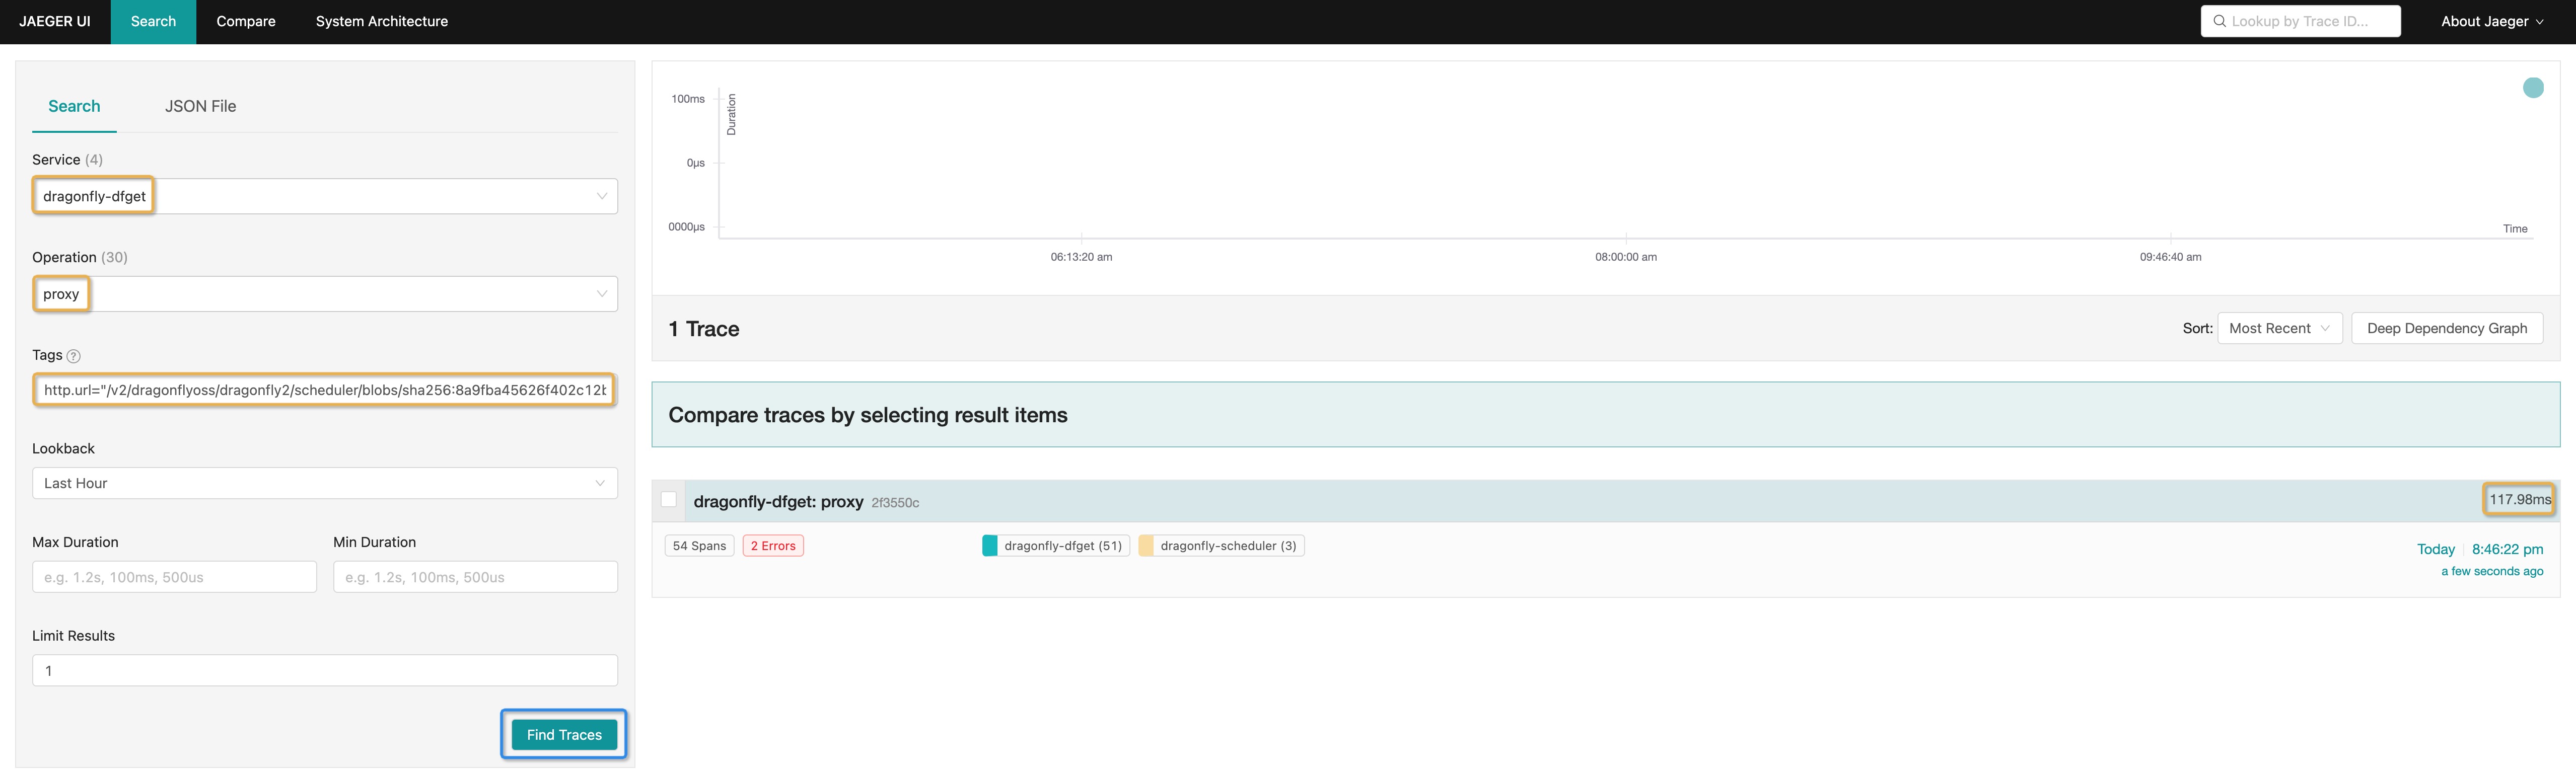 JAEGER UI Search Compare System Architecture Lookup by Trace ID... About Jaeger
Search JSON File
Service (4)
dragonfly-dfget
Operation (30)
proxy
Tags ?
http.url="/v2/dragonflyoss/dragonfly2/scheduler/blobs/sha256:8a9fba45626f402c12b
Lookback
Last Hour
Max Duration Min Duration
e.g. 1.2s, 100ms, 500us e.g. 1.2s, 100ms, 500us
Limit Results
1
Find Traces
Duration
100ms
0μs
0000μs
Time
06:13:20 am 08:00:00 am 09:46:40 am
1 Trace Sort: Most Recent Deep Dependency Graph
Compare traces by selecting result items
dragonfly-dfget: proxy 2f3550c 117.98ms
54 Spans 2 Errors dragonfly-dfget (51) dragonfly-scheduler (3) Today 8:46:22 pm
a few seconds ago